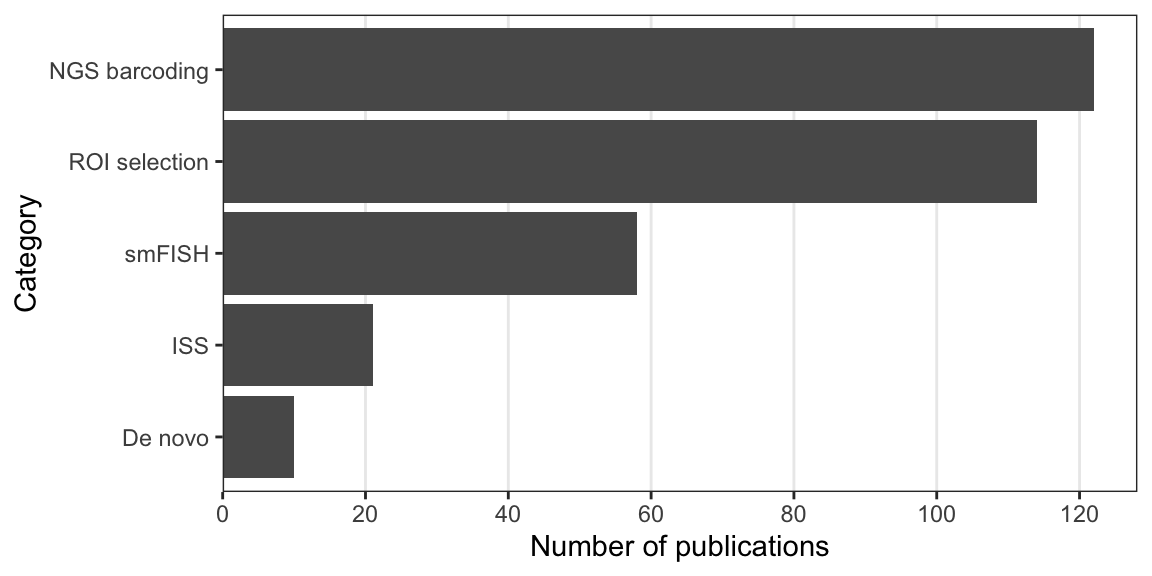 NGS barcoding
ROI selection
smFISH
ISS
De novo
Category
0 20 40 60 80 100 120
Number of publications